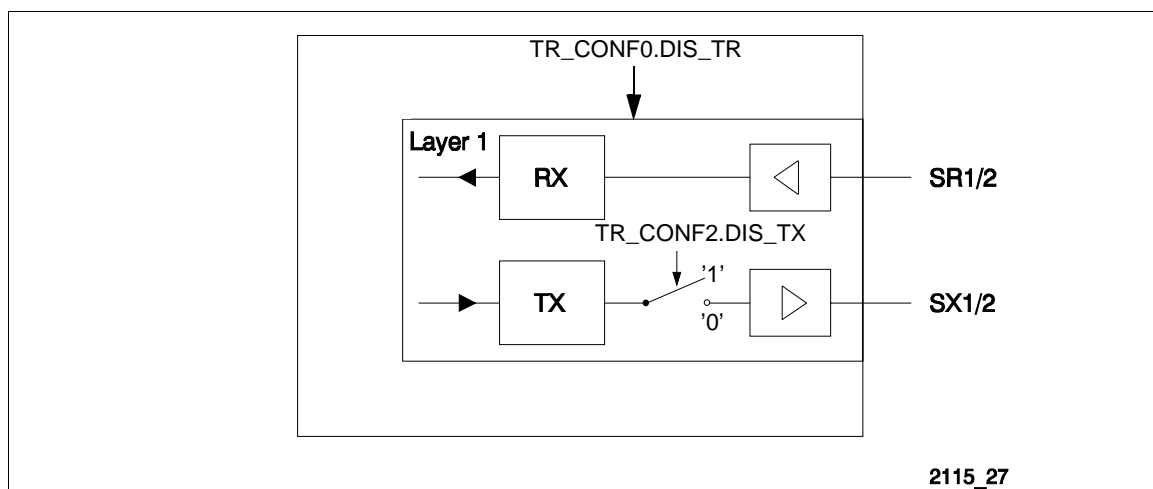 TR_CONF0.DIS_TR
Layer 1
RX
SR1/2
TR_CONF2.DIS_TX
TX
’1’
’0’
SX1/2
2115_27